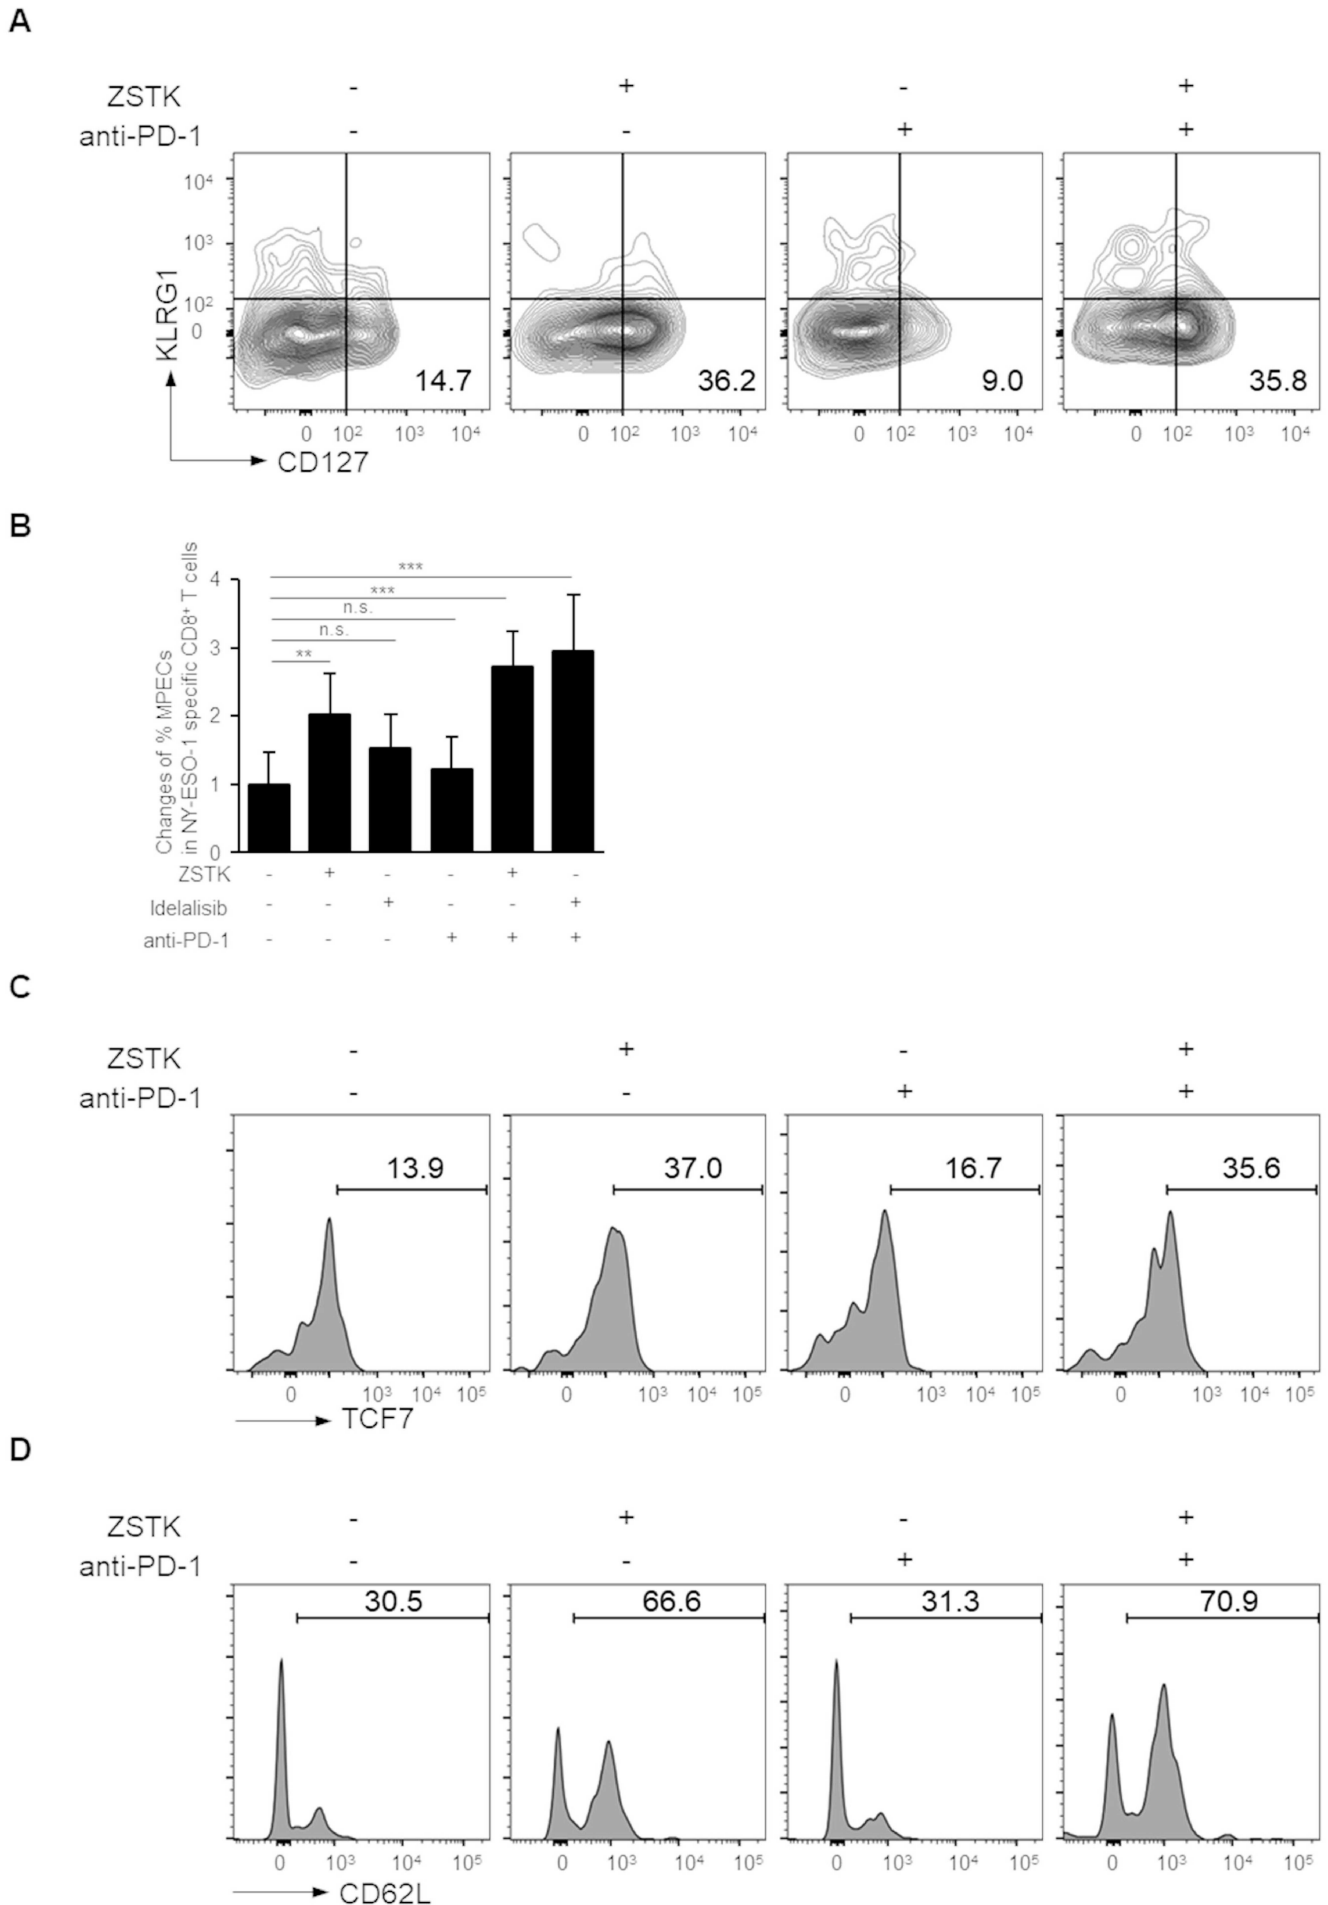 A
ZSTK - + - +
anti-PD-1 - - + +
10⁴
10³
10²
0
KLRG1
14.7 36.2 9.0 35.8
0 10² 10³ 10⁴ 0 10² 10³ 10⁴ 0 10² 10³ 10⁴ 0 10² 10³ 10⁴
CD127
B
Changes of % MPECs
in NY-ESO-1 specific CD8⁺ T cells
4
3
2
1
0
***
***
n.s.
n.s.
**
ZSTK - + - - + -
Idelalisib - - + - - +
anti-PD-1 - - - + + +
C
ZSTK - + - +
anti-PD-1 - - + +
13.9 37.0 16.7 35.6
0 10³ 10⁴ 10⁵ 0 10³ 10⁴ 10⁵ 0 10³ 10⁴ 10⁵ 0 10³ 10⁴ 10⁵
TCF7
D
ZSTK - + - +
anti-PD-1 - - + +
30.5 66.6 31.3 70.9
0 10³ 10⁴ 10⁵ 0 10³ 10⁴ 10⁵ 0 10³ 10⁴ 10⁵ 0 10³ 10⁴ 10⁵
CD62L